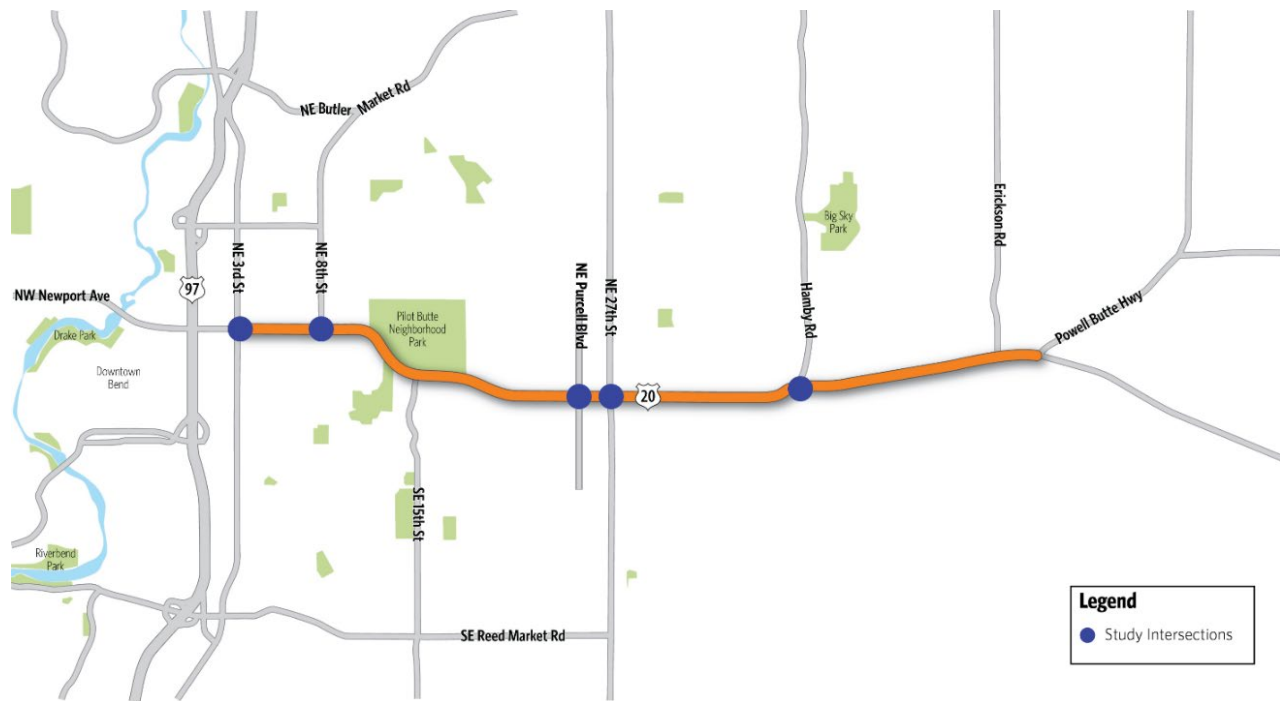 NE Butler Market Rd
Big Sky
Park
Erickson Rd
NE 3rd St
NE 8th St
97
NW Newport Ave
NE Purcell Blvd
NE 27th St
Hamby Rd
Pilot Butte
Neighborhood
Park
Powell Butte Hwy
Drake Park
Downtown
Bend
20
SE 15th St
Riverbend
Park
SE Reed Market Rd
Legend
Study Intersections